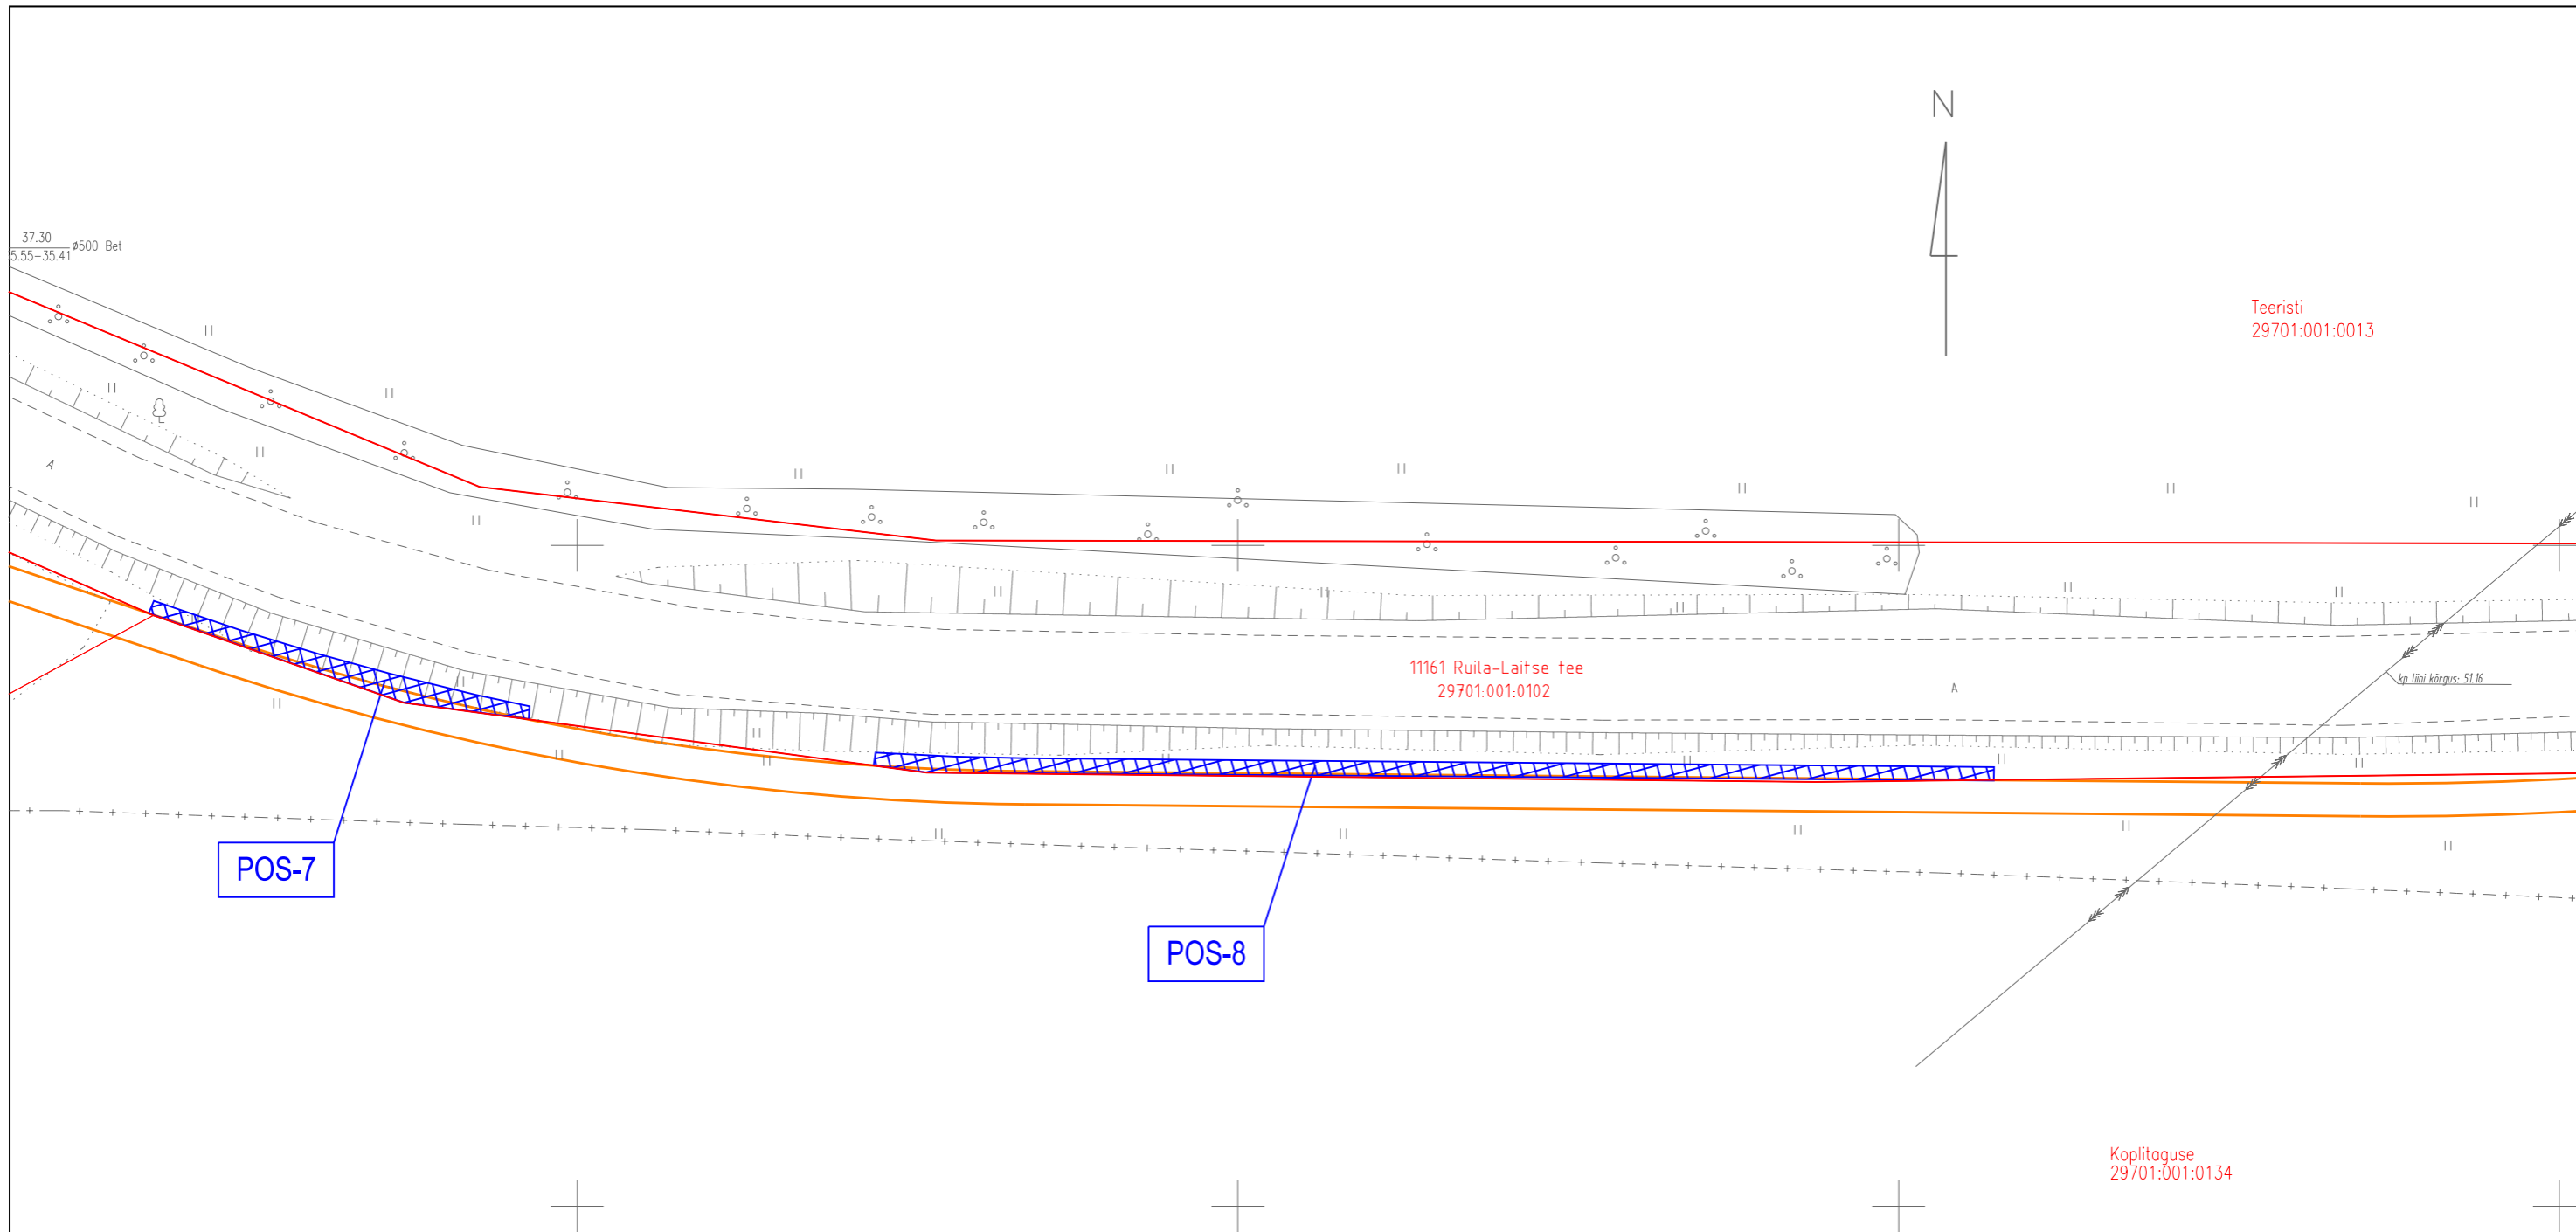 N
37.30
ø500 Bet
5.55-35.41
Teeristi
29701:001:0013
L
A
11161 Ruila-Laitse tee
29701:001:0102
A
kp liini kõrgus: 51.16
POS-7
POS-8
Koplitaguse
29701:001:0134